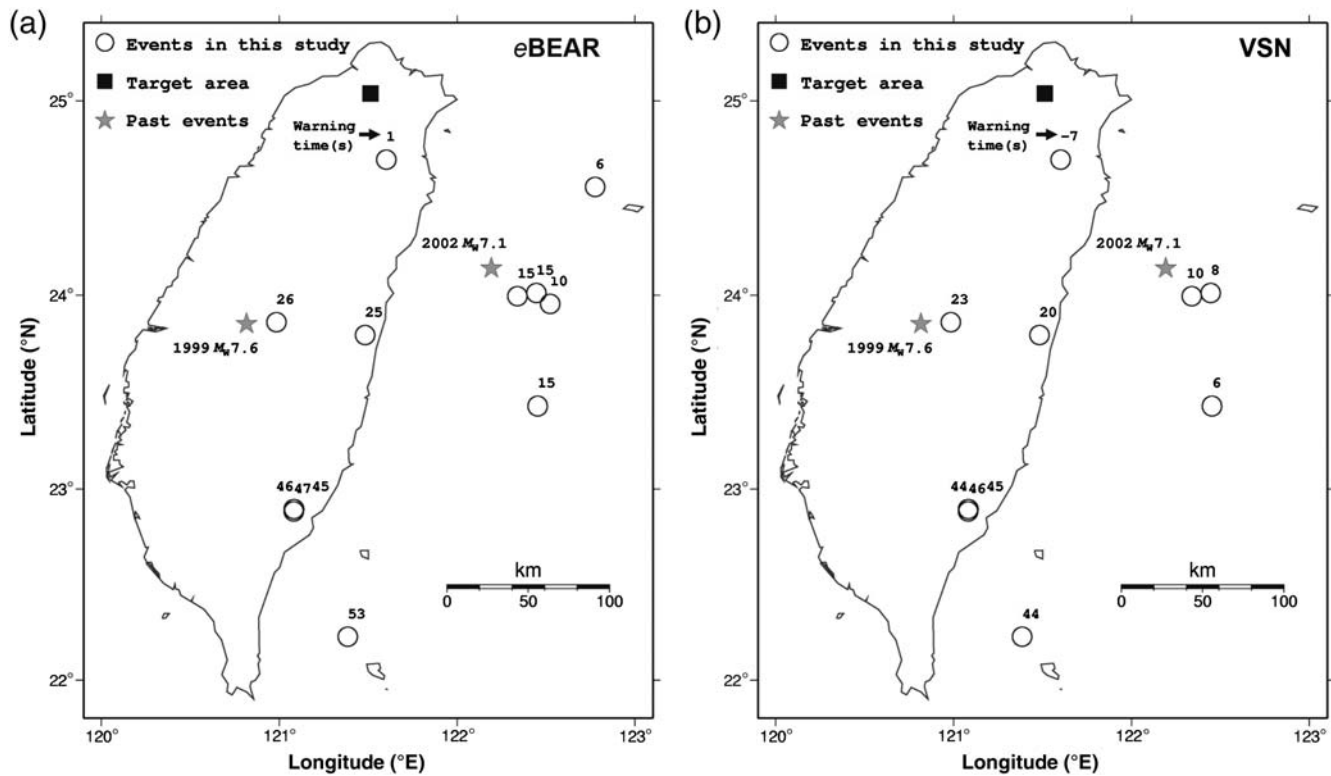 (a)
Events in this study
eBEAR
Target area
Past events
25°
24°
23°
22°
Latitude (°N)
Warning
time(s)
1
6
2002 Mw7.1
15
15
10
26
25
1999 Mw7.6
15
46
47
45
53
km
0 50 100
120° 121° 122° 123°
Longitude (°E)
(b)
Events in this study
VSN
Target area
Past events
25°
24°
23°
22°
Latitude (°N)
Warning
time(s)
-7
2002 Mw7.1
10
8
23
20
1999 Mw7.6
6
44
46
45
44
km
0 50 100
120° 121° 122° 123°
Longitude (°E)